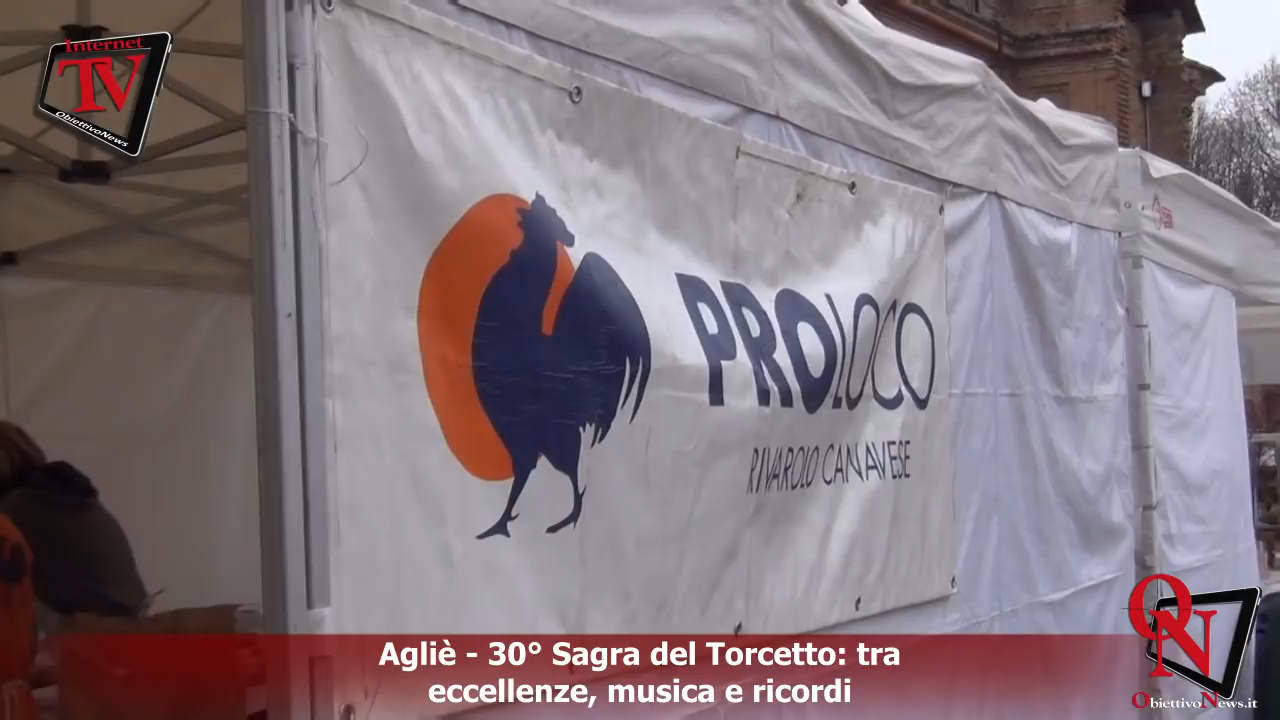 Internet
TV
ObiettivoNews
PROLOCO
RIVAROLO CANAVESE
Agliè - 30° Sagra del Torcetto: tra
eccellenze, musica e ricordi
ON
ObiettivoNews.it